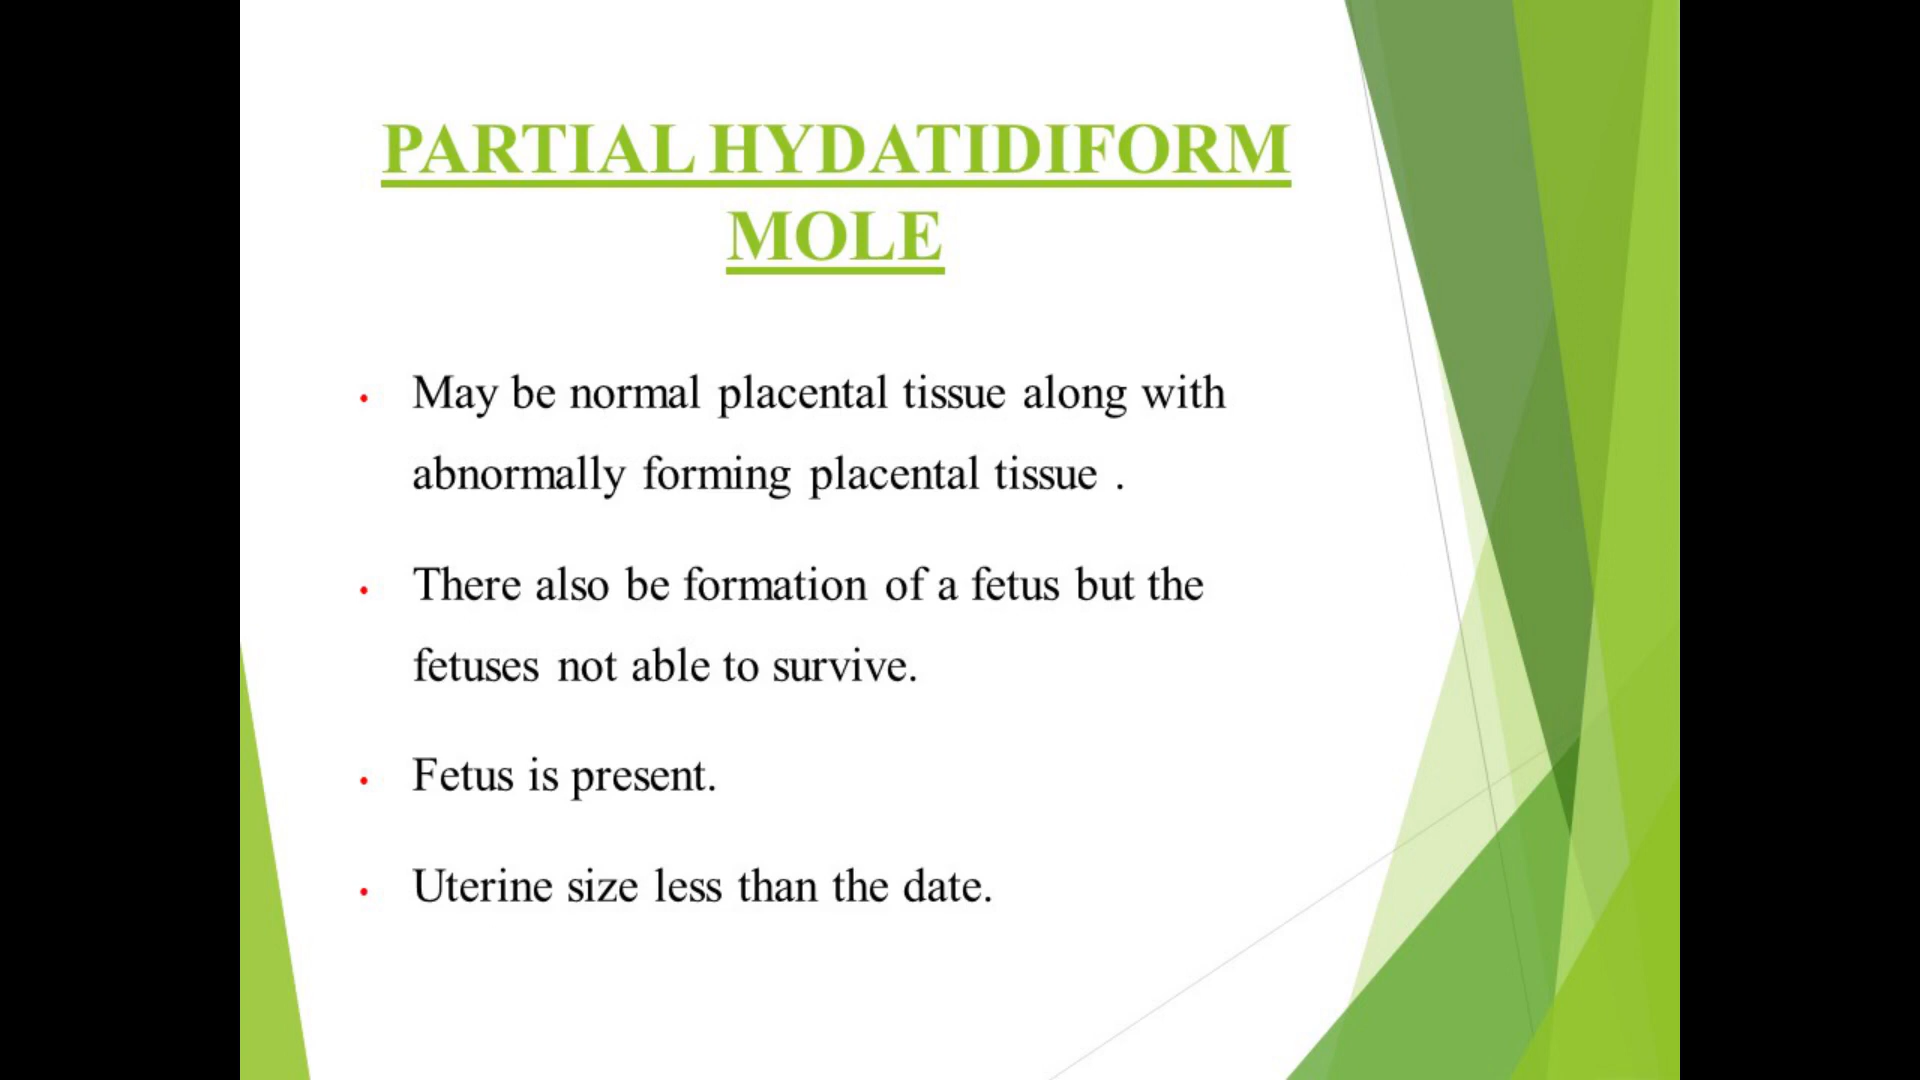 PARTIAL HYDATIDIFORM
MOLE
• May be normal placental tissue along with
abnormally forming placental tissue .
• There also be formation of a fetus but the
fetuses not able to survive.
• Fetus is present.
• Uterine size less than the date.